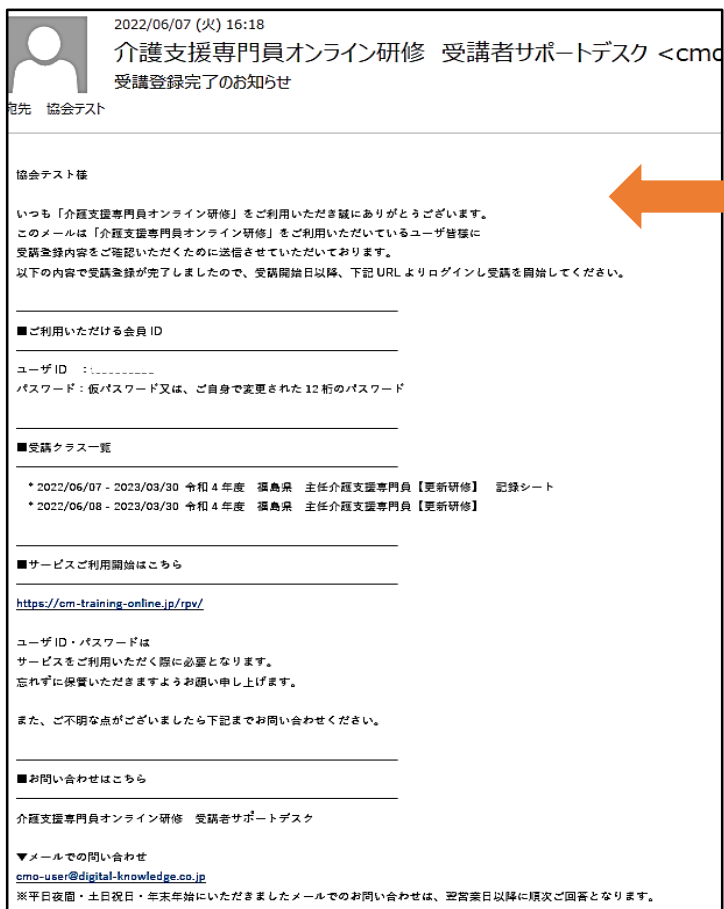 2022/06/07 (火) 16:18
介護支援専門員オンライン研修　受講者サポートデスク <cmo
受講登録完了のお知らせ
宛先　協会テスト
協会テスト様
いつも「介護支援専門員オンライン研修」をご利用いただき誠にありがとうございます。
このメールは「介護支援専門員オンライン研修」をご利用いただいているユーザ皆様に
受講登録内容をご確認いただくために送信させていただいております。
以下の内容で受講登録が完了しましたので、受講開始日以降、下記 URL よりログインし受講を開始してください。
■ご利用いただける会員 ID
ユーザ ID　:
パスワード：仮パスワード又は、ご自身で変更された 12 桁のパスワード
■受講クラス一覧
* 2022/06/07 - 2023/03/30 令和 4 年度　福島県　主任介護支援専門員【更新研修】　記録シート
* 2022/06/08 - 2023/03/30 令和 4 年度　福島県　主任介護支援専門員【更新研修】
■サービスご利用開始はこちら
https://cm-training-online.jp/rpv/
ユーザ ID・パスワードは
サービスをご利用いただく際に必要となります。
忘れずに保管いただきますようお願い申し上げます。
また、ご不明な点がございましたら下記までお問い合わせください。
■お問い合わせはこちら
介護支援専門員オンライン研修　受講者サポートデスク
▼メールでの問い合わせ
cmo-user@digital-knowledge.co.jp
※平日夜間・土日祝日・年末年始にいただきましたメールでのお問い合わせは、翌営業日以降に順次ご回答となります。